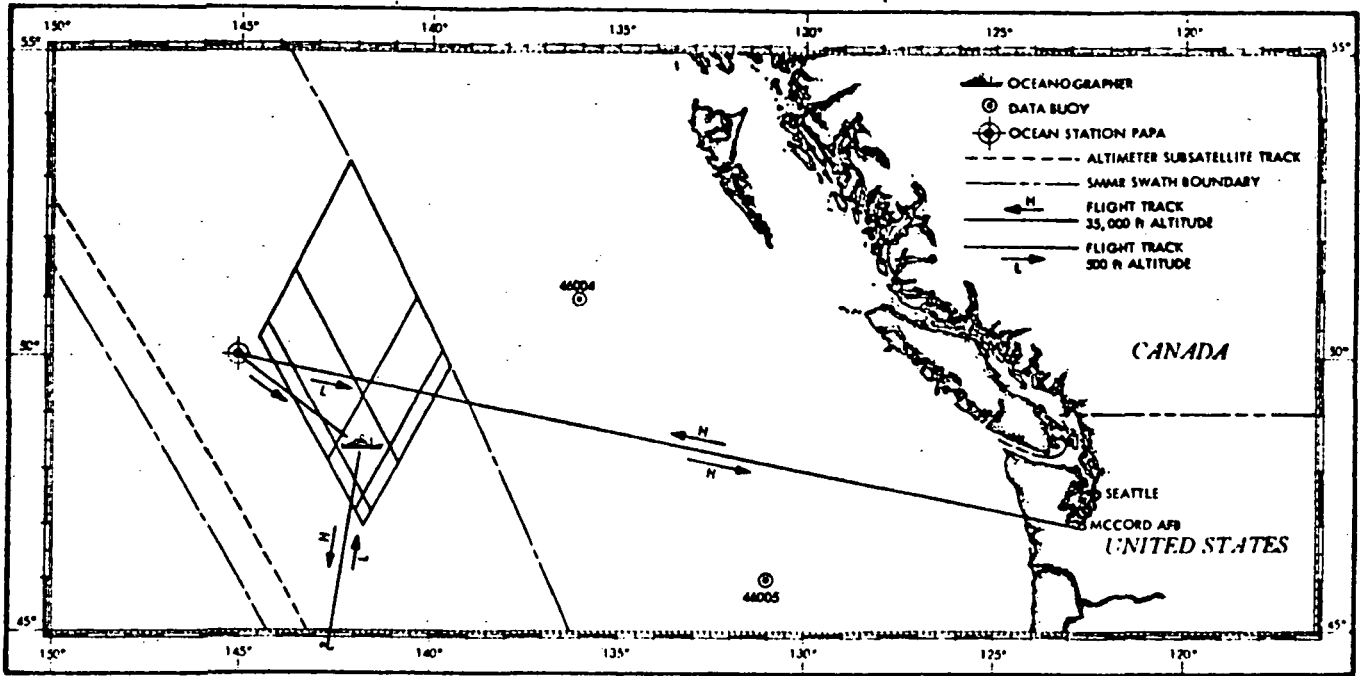 150° 145° 140° 135° 130° 125° 120°
55° 55°
OCEANOGRAPHER
DATA BUOY
OCEAN STATION PAPA
ALTIMETER SUBSATELLITE TRACK
SMMR SWATH BOUNDARY
H FLIGHT TRACK
35,000 ft ALTITUDE
FLIGHT TRACK
L 500 ft ALTITUDE
46004
50° 50°
CANADA
L
H
H
SEATTLE
MCCORD AFB
UNITED STATES
H
L
46005
45° 45°
150° 145° 140° 135° 130° 125° 120°